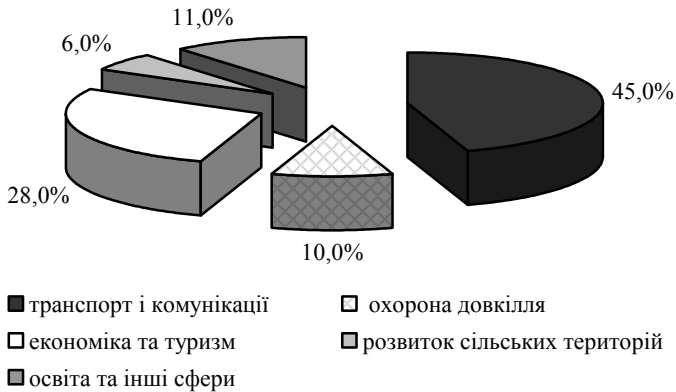 11,0%
6,0%
45,0%
28,0%
10,0%
транспорт і комунікації
охорона довкілля
економіка та туризм
розвиток сільських територій
освіта та інші сфери